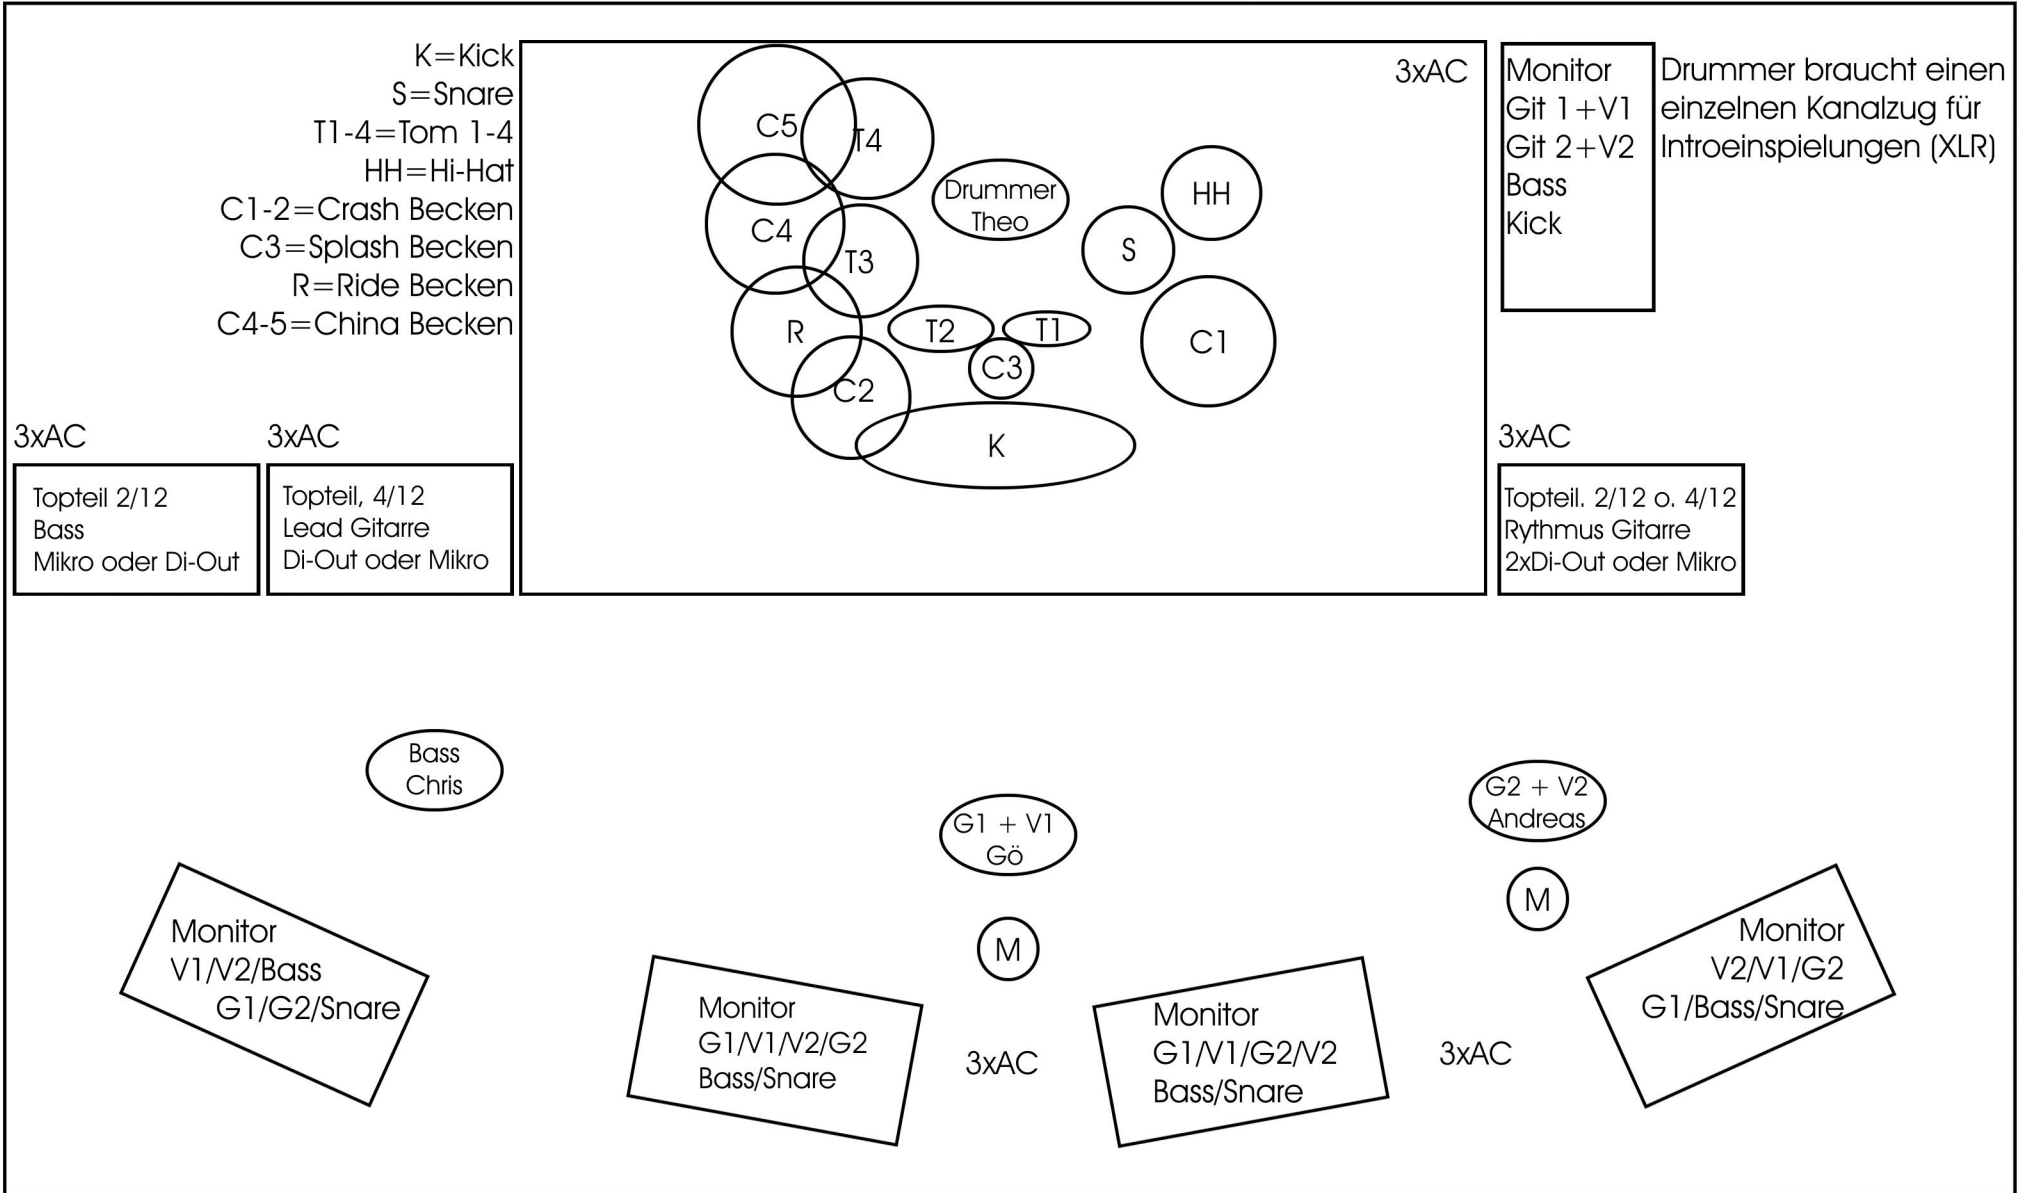 K=Kick
S=Snare
T1-4=Tom 1-4
HH=Hi-Hat
C1-2=Crash Becken
C3=Splash Becken
R=Ride Becken
C4-5=China Becken
3xAC
C5
T4
Drummer
Theo
HH
C4
S
T3
R
T2
T1
C1
C3
C2
K
Monitor
Git 1+V1
Git 2+V2
Bass
Kick
Drummer braucht einen
einzelnen Kanalzug für
Introeinspielungen (XLR)
3xAC
Topteil 2/12
Bass
Mikro oder Di-Out
3xAC
Topteil, 4/12
Lead Gitarre
Di-Out oder Mikro
3xAC
Topteil. 2/12 o. 4/12
Rythmus Gitarre
2xDi-Out oder Mikro
Bass
Chris
G1 + V1
Gö
G2 + V2
Andreas
M
M
Monitor
V1/V2/Bass
G1/G2/Snare
Monitor
G1/V1/V2/G2
Bass/Snare
3xAC
Monitor
G1/V1/G2/V2
Bass/Snare
3xAC
Monitor
V2/V1/G2
G1/Bass/Snare